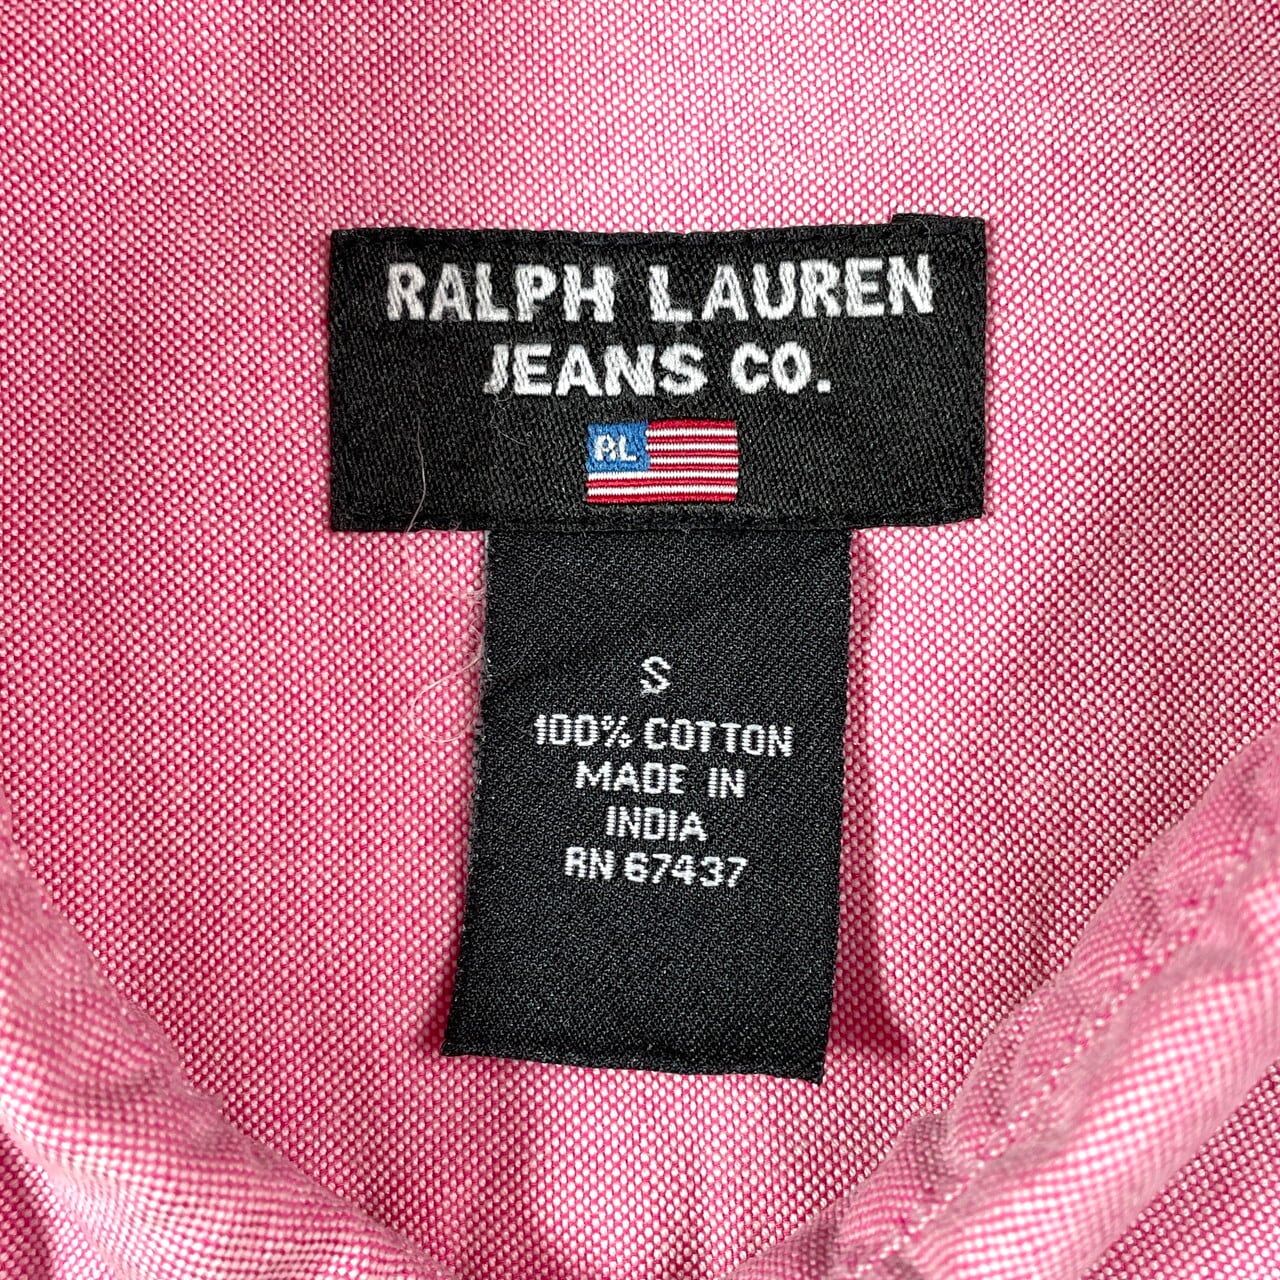 RALPH LAUREN
JEANS CO.
RL
S
100% COTTON
MADE IN
INDIA
RN 67437